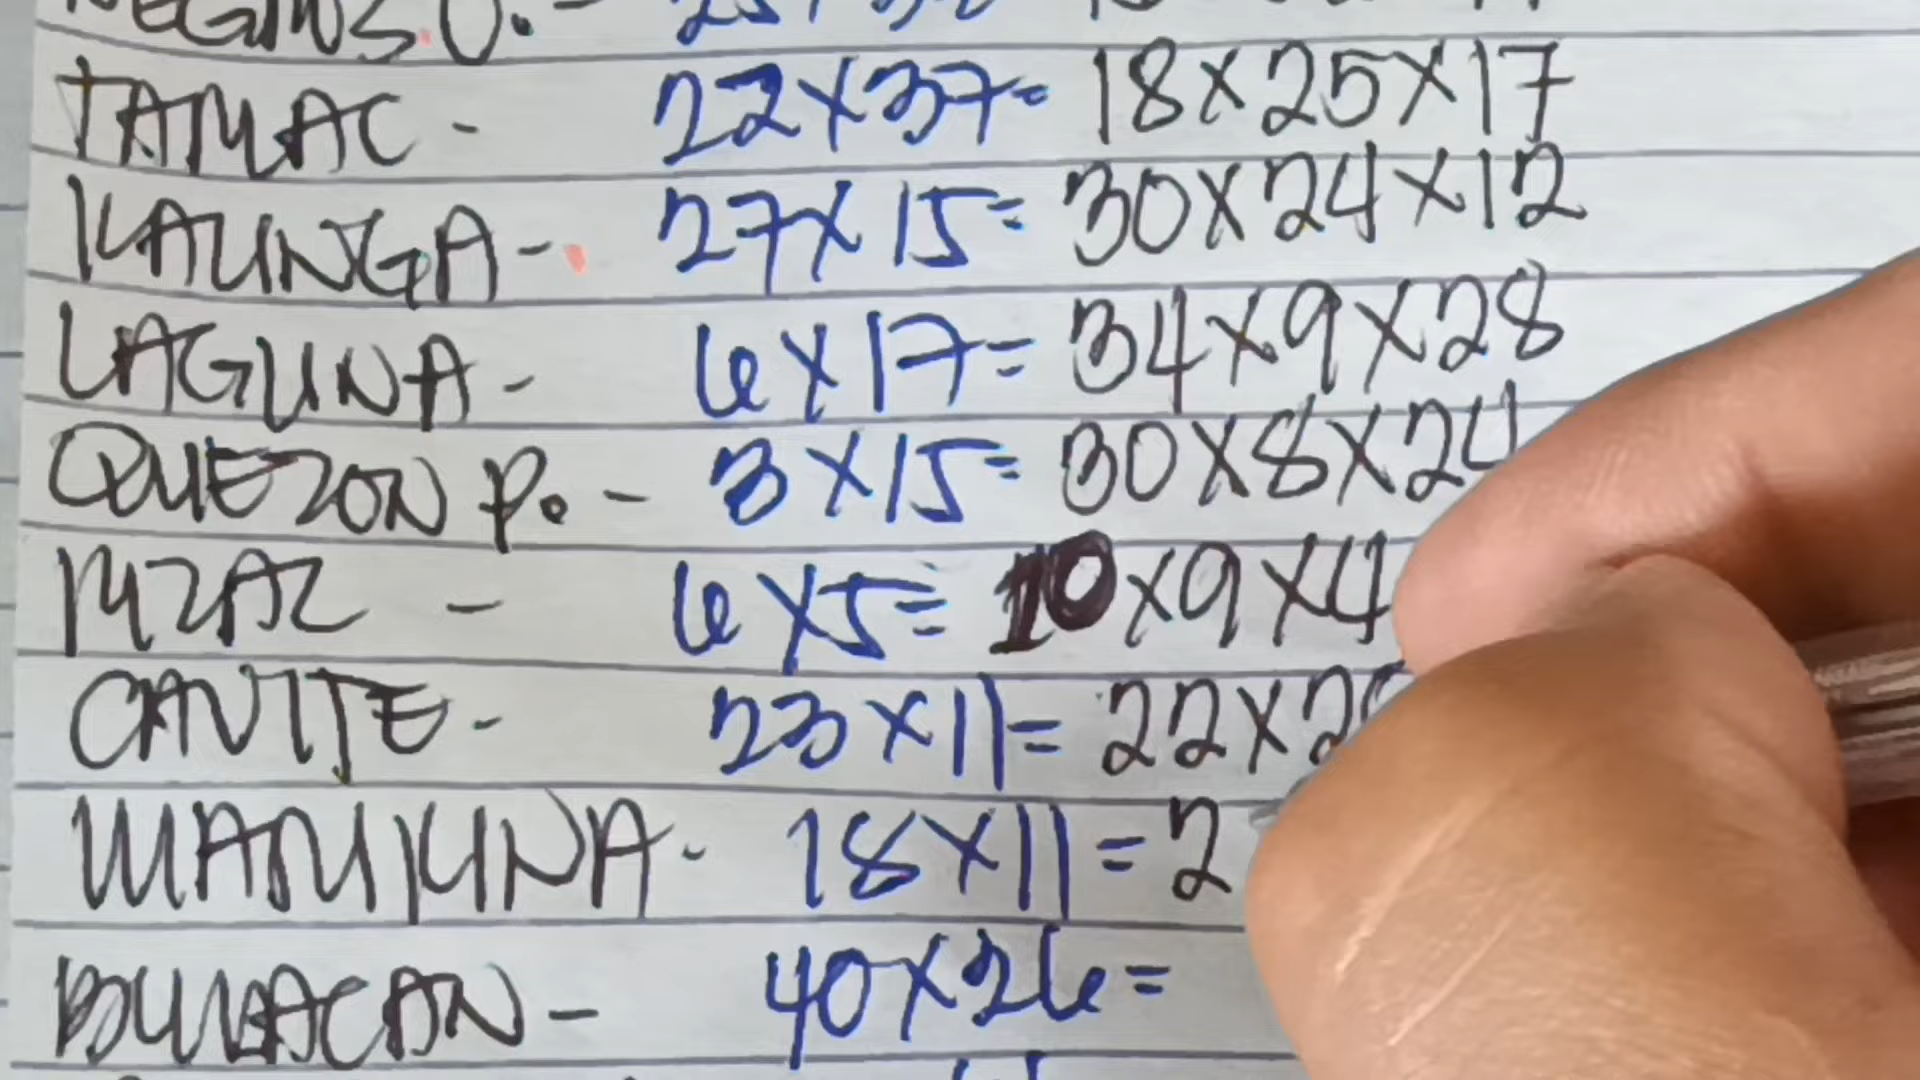 TAMAC - 22x37= 18x25x17
KALINGA - 27x15= 30x24x12
LAGUNA - 6x17= 34x9x28
QUEZON P. - 3x15= 30x8x24
RIZAL - 6x5= 10x9x4
CAVITE - 23x11= 22x2
MARIKINA - 18x11= 2
BULACAN - 40x26=